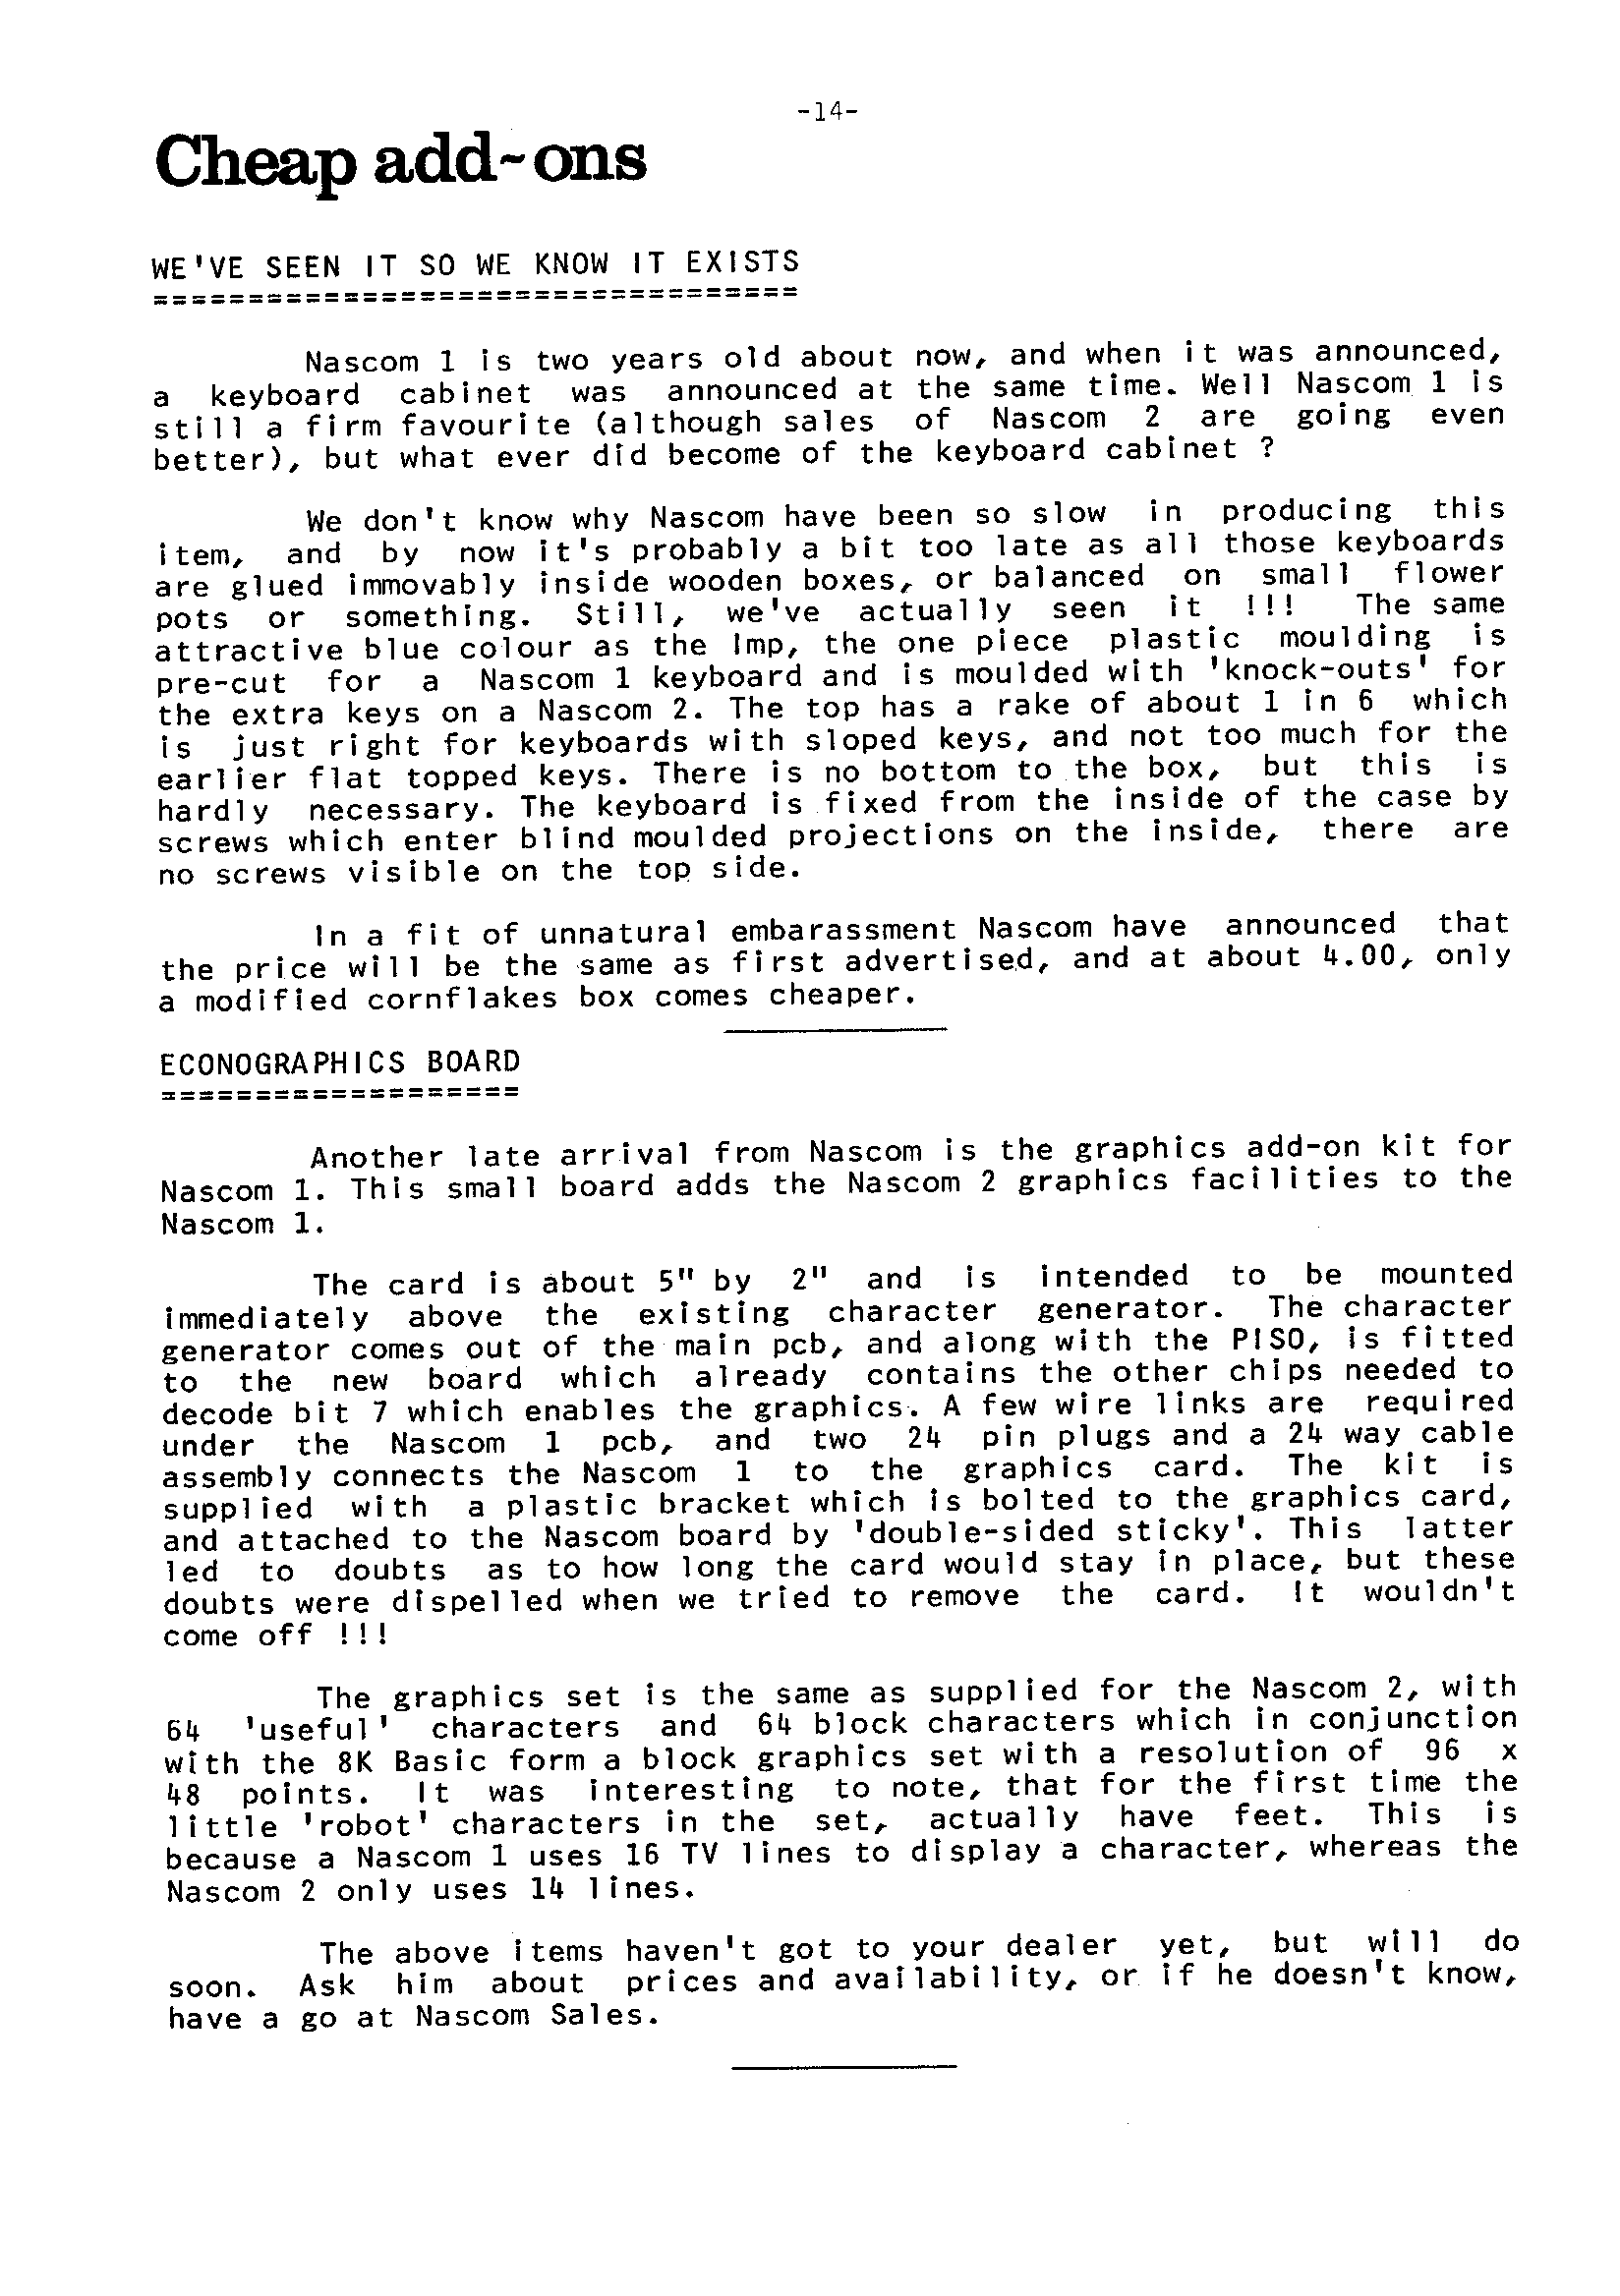 -14-
Cheap add~ons
WE'VE SEEN IT SO WE KNOW IT EXISTS
==================================
Nascom 1 is two years old about now, and when it was announced,
a keyboard cabinet was announced at the same time. Well Nascom 1 is
still a firm favourite (although sales of Nascom 2 are going even
better), but what ever did become of the keyboard cabinet ?
We don't know why Nascom have been so slow in producing this
item, and by now it's probably a bit too late as all those keyboards
are glued immovably inside wooden boxes, or balanced on small flower
pots or something. Still, we've actually seen it !!! The same
attractive blue colour as the Imp, the one piece plastic moulding is
pre-cut for a Nascom 1 keyboard and is moulded with 'knock-outs' for
the extra keys on a Nascom 2. The top has a rake of about 1 in 6 which
is just right for keyboards with sloped keys, and not too much for the
earlier flat topped keys. There is no bottom to the box, but this is
hardly necessary. The keyboard is fixed from the inside of the case by
screws which enter blind moulded projections on the inside, there are
no screws visible on the top side.
In a fit of unnatural embarassment Nascom have announced that
the price will be the same as first advertised, and at about 4.00, only
a modified cornflakes box comes cheaper.
ECONOGRAPHICS BOARD
===================
Another late arrival from Nascom is the graphics add-on kit for
Nascom 1. This small board adds the Nascom 2 graphics facilities to the
Nascom 1.
The card is about 5" by 2" and is intended to be mounted
immediately above the existing character generator. The character
generator comes out of the main pcb, and along with the PISO, is fitted
to the new board which already contains the other chips needed to
decode bit 7 which enables the graphics. A few wire links are required
under the Nascom 1 pcb, and two 24 pin plugs and a 24 way cable
assembly connects the Nascom 1 to the graphics card. The kit is
supplied with a plastic bracket which is bolted to the graphics card,
and attached to the Nascom board by 'double-sided sticky'. This latter
led to doubts as to how long the card would stay in place, but these
doubts were dispelled when we tried to remove the card. It wouldn't
come off !!!
The graphics set is the same as supplied for the Nascom 2, with
64 'useful' characters and 64 block characters which in conjunction
with the 8K Basic form a block graphics set with a resolution of 96 x
48 points. It was interesting to note, that for the first time the
little 'robot' characters in the set, actually have feet. This is
because a Nascom 1 uses 16 TV lines to display a character, whereas the
Nascom 2 only uses 14 lines.
The above items haven't got to your dealer yet, but will do
soon. Ask him about prices and availability, or if he doesn't know,
have a go at Nascom Sales.